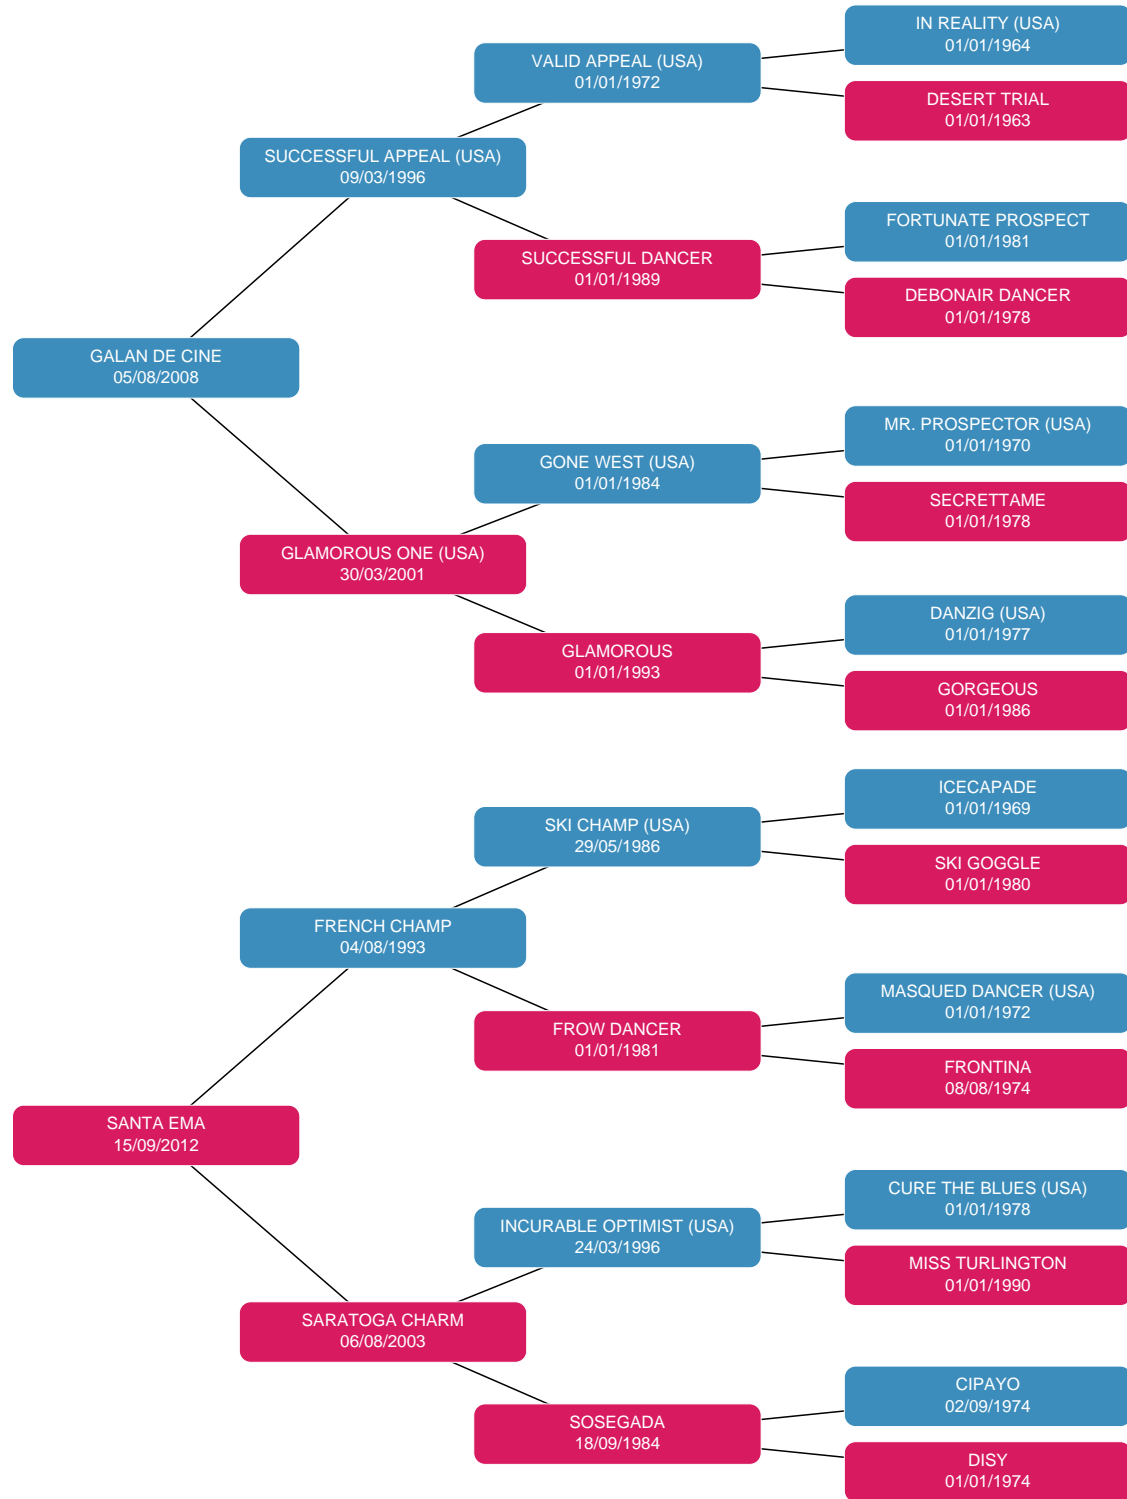 IN REALITY (USA)
01/01/1964
VALID APPEAL (USA)
01/01/1972
DESERT TRIAL
01/01/1963
SUCCESSFUL APPEAL (USA)
09/03/1996
FORTUNATE PROSPECT
01/01/1981
SUCCESSFUL DANCER
01/01/1989
DEBONAIR DANCER
01/01/1978
GALAN DE CINE
05/08/2008
MR. PROSPECTOR (USA)
01/01/1970
GONE WEST (USA)
01/01/1984
SECRETTAME
01/01/1978
GLAMOROUS ONE (USA)
30/03/2001
DANZIG (USA)
01/01/1977
GLAMOROUS
01/01/1993
GORGEOUS
01/01/1986
ICECAPADE
01/01/1969
SKI CHAMP (USA)
29/05/1986
SKI GOGGLE
01/01/1980
FRENCH CHAMP
04/08/1993
MASQUED DANCER (USA)
01/01/1972
FROW DANCER
01/01/1981
FRONTINA
08/08/1974
SANTA EMA
15/09/2012
CURE THE BLUES (USA)
01/01/1978
INCURABLE OPTIMIST (USA)
24/03/1996
MISS TURLINGTON
01/01/1990
SARATOGA CHARM
06/08/2003
CIPAYO
02/09/1974
SOSEGADA
18/09/1984
DISY
01/01/1974